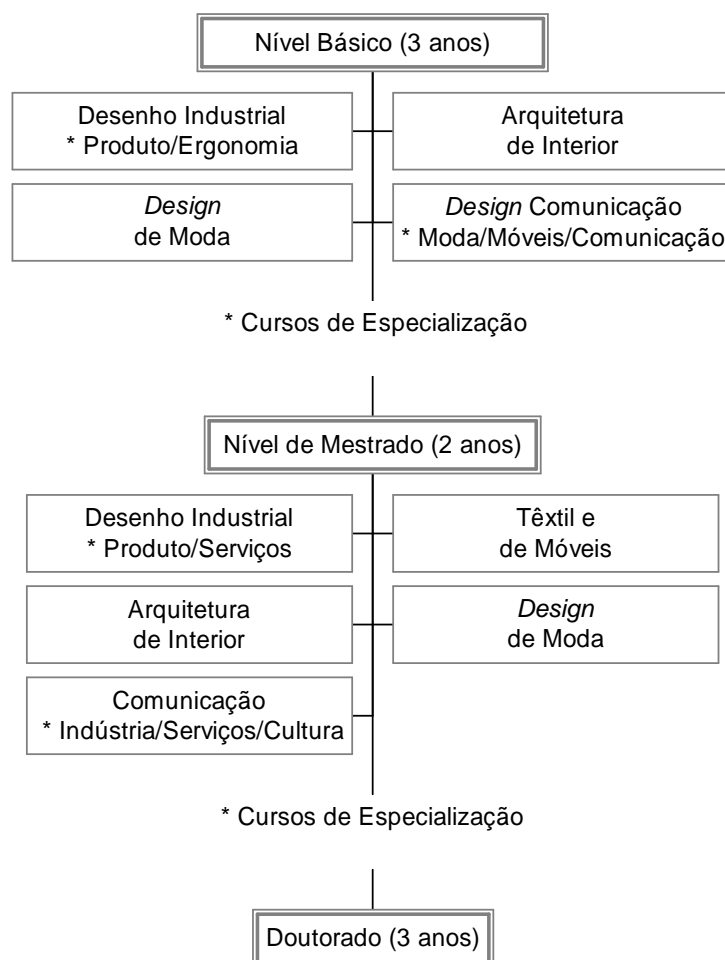 Nível Básico (3 anos)
Desenho Industrial
* Produto/Ergonomia
Arquitetura
de Interior
Design
de Moda
Design Comunicação
* Moda/Móveis/Comunicação
* Cursos de Especialização
Nível de Mestrado (2 anos)
Desenho Industrial
* Produto/Serviços
Têxtil e
de Móveis
Arquitetura
de Interior
Design
de Moda
Comunicação
* Indústria/Serviços/Cultura
* Cursos de Especialização
Doutorado (3 anos)